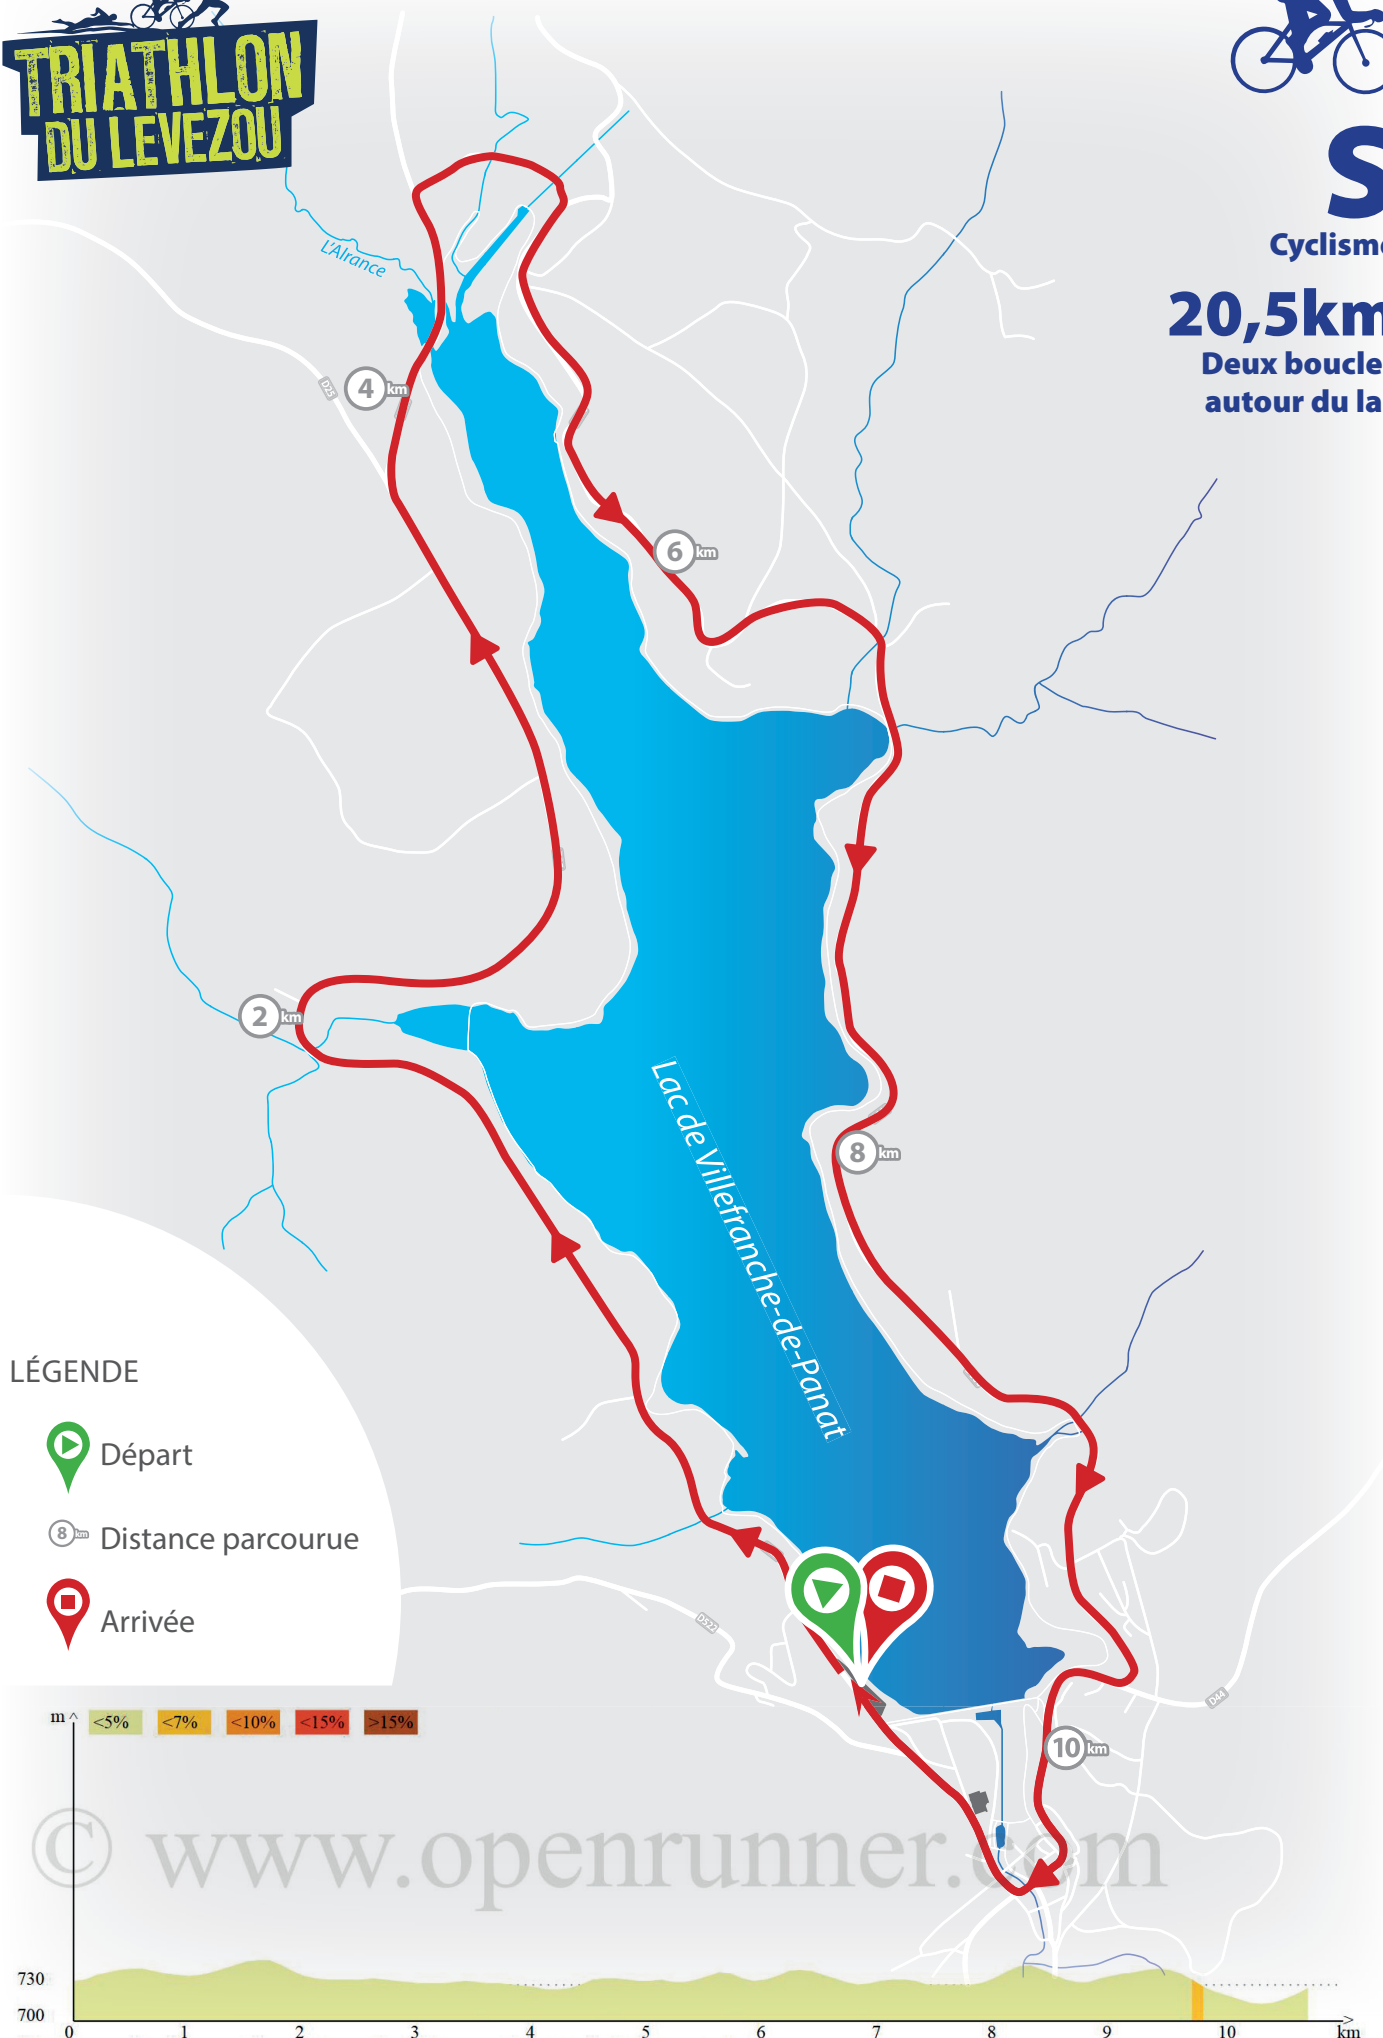 TRIATHLON
DU LEVEZOU
S
Cyclisme
20,5km
Deux boucle
autour du la
L'Alrance
D25
4 km
6 km
2 km
8 km
Lac de Villefranche-de-Panat
LÉGENDE
Départ
8 km Distance parcourue
Arrivée
D522
D44
10 km
m ^ <5% <7% <10% <15% >15%
© www.openrunner.com
730
700
0 1 2 3 4 5 6 7 8 9 10 km